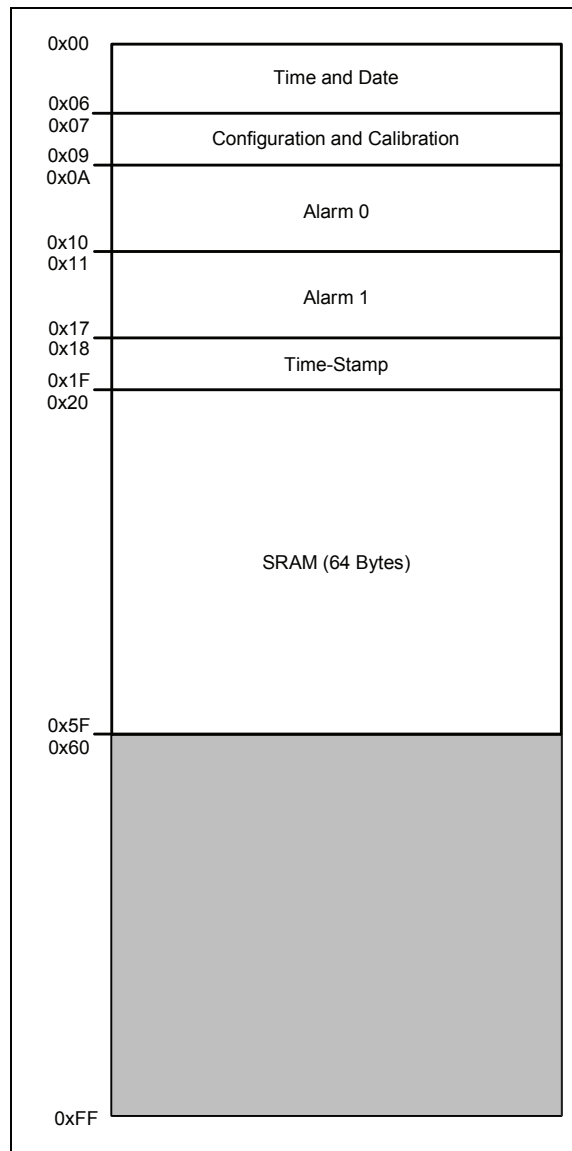 0x00
Time and Date
0x06
0x07
Configuration and Calibration
0x09
0x0A
Alarm 0
0x10
0x11
Alarm 1
0x17
0x18
Time-Stamp
0x1F
0x20
SRAM (64 Bytes)
0x5F
0x60
0xFF